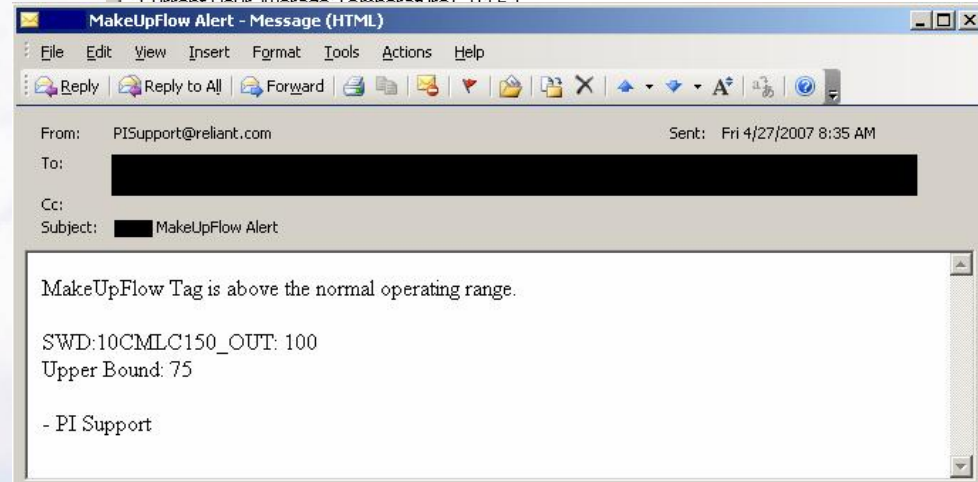 MakeUpFlow Alert - Message (HTML)
File Edit View Insert Format Tools Actions Help
Reply Reply to All Forward
From: PISupport@reliant.com Sent: Fri 4/27/2007 8:35 AM
To:
Cc:
Subject: MakeUpFlow Alert
MakeUpFlow Tag is above the normal operating range.
SWD:10CMLC150_OUT: 100
Upper Bound: 75
- PI Support